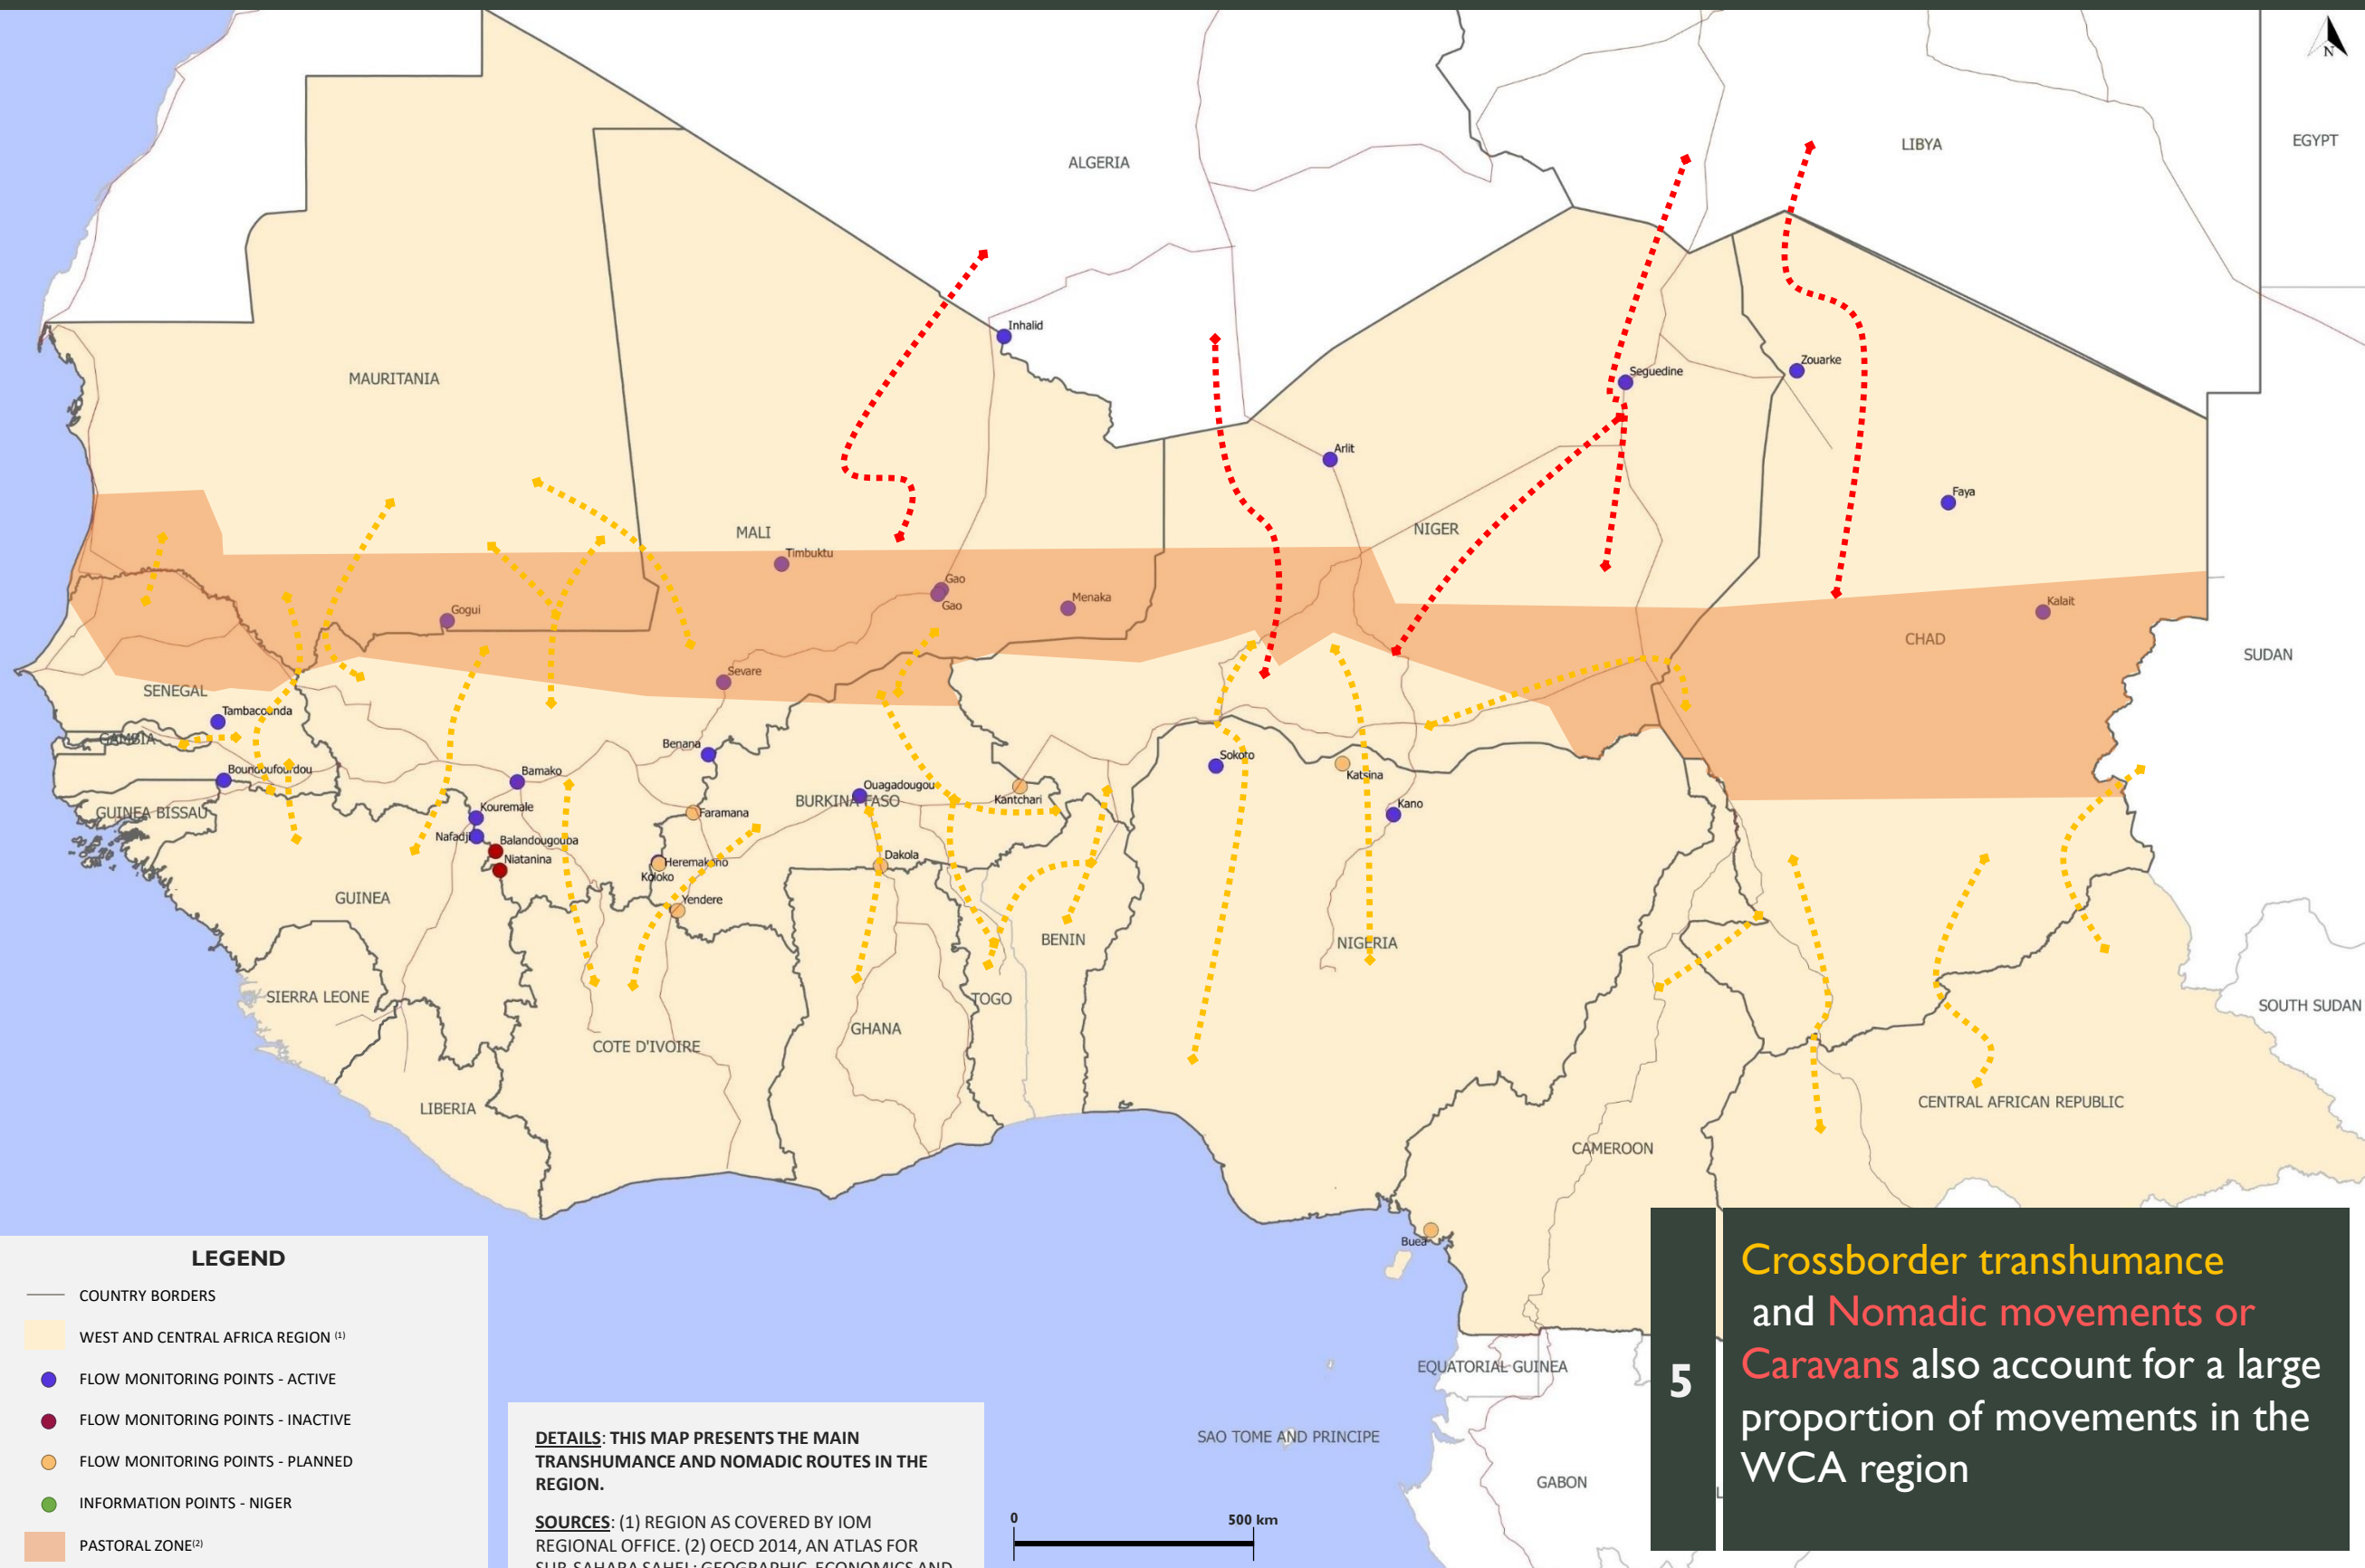 N
ALGERIA
LIBYA
EGYPT
Inhalid
MAURITANIA
Zouarke
Seguedine
Arlit
Faya
MALI
NIGER
Timbuktu
Gao
Gao
Menaka
Gogui
Kalait
CHAD
SUDAN
Sevare
SENEGAL
Tambacounda
GAMBIA
Benana
Sokoto
Katsina
Boundoufourdou
Bamako
Ouagadougou
Kantchari
BURKINA FASO
GUINEA BISSAU
Kouremale
Faramana
Kano
Nafadji
Balandougouba
Niatanina
Heremakono
Koloko
Dakola
GUINEA
Yendere
BENIN
NIGERIA
SIERRA LEONE
TOGO
SOUTH SUDAN
GHANA
COTE D'IVOIRE
LIBERIA
CENTRAL AFRICAN REPUBLIC
CAMEROON
Buea
EQUATORIAL GUINEA
SAO TOME AND PRINCIPE
GABON
LEGEND
COUNTRY BORDERS
WEST AND CENTRAL AFRICA REGION (1)
FLOW MONITORING POINTS - ACTIVE
FLOW MONITORING POINTS - INACTIVE
FLOW MONITORING POINTS - PLANNED
INFORMATION POINTS - NIGER
PASTORAL ZONE(2)
DETAILS: THIS MAP PRESENTS THE MAIN
TRANSHUMANCE AND NOMADIC ROUTES IN THE
REGION.
SOURCES: (1) REGION AS COVERED BY IOM
REGIONAL OFFICE. (2) OECD 2014, AN ATLAS FOR
SUB-SAHARA SAHEL: GEOGRAPHIC, ECONOMICS AND
0 500 km
5
Crossborder transhumance
and Nomadic movements or
Caravans also account for a large
proportion of movements in the
WCA region